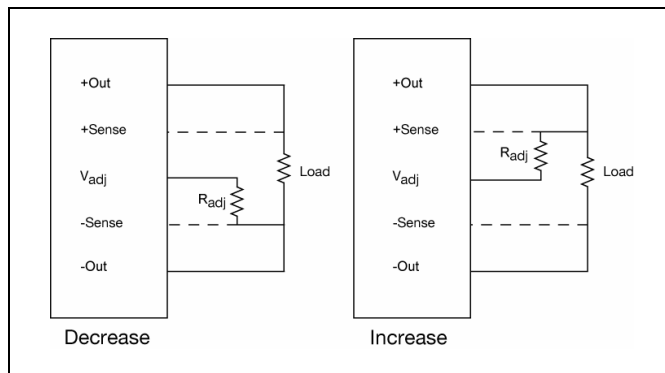 +Out
+Sense
Vadj
Radj
Load
-Sense
-Out
Decrease
+Out
+Sense
Radj
Vadj
Load
-Sense
-Out
Increase